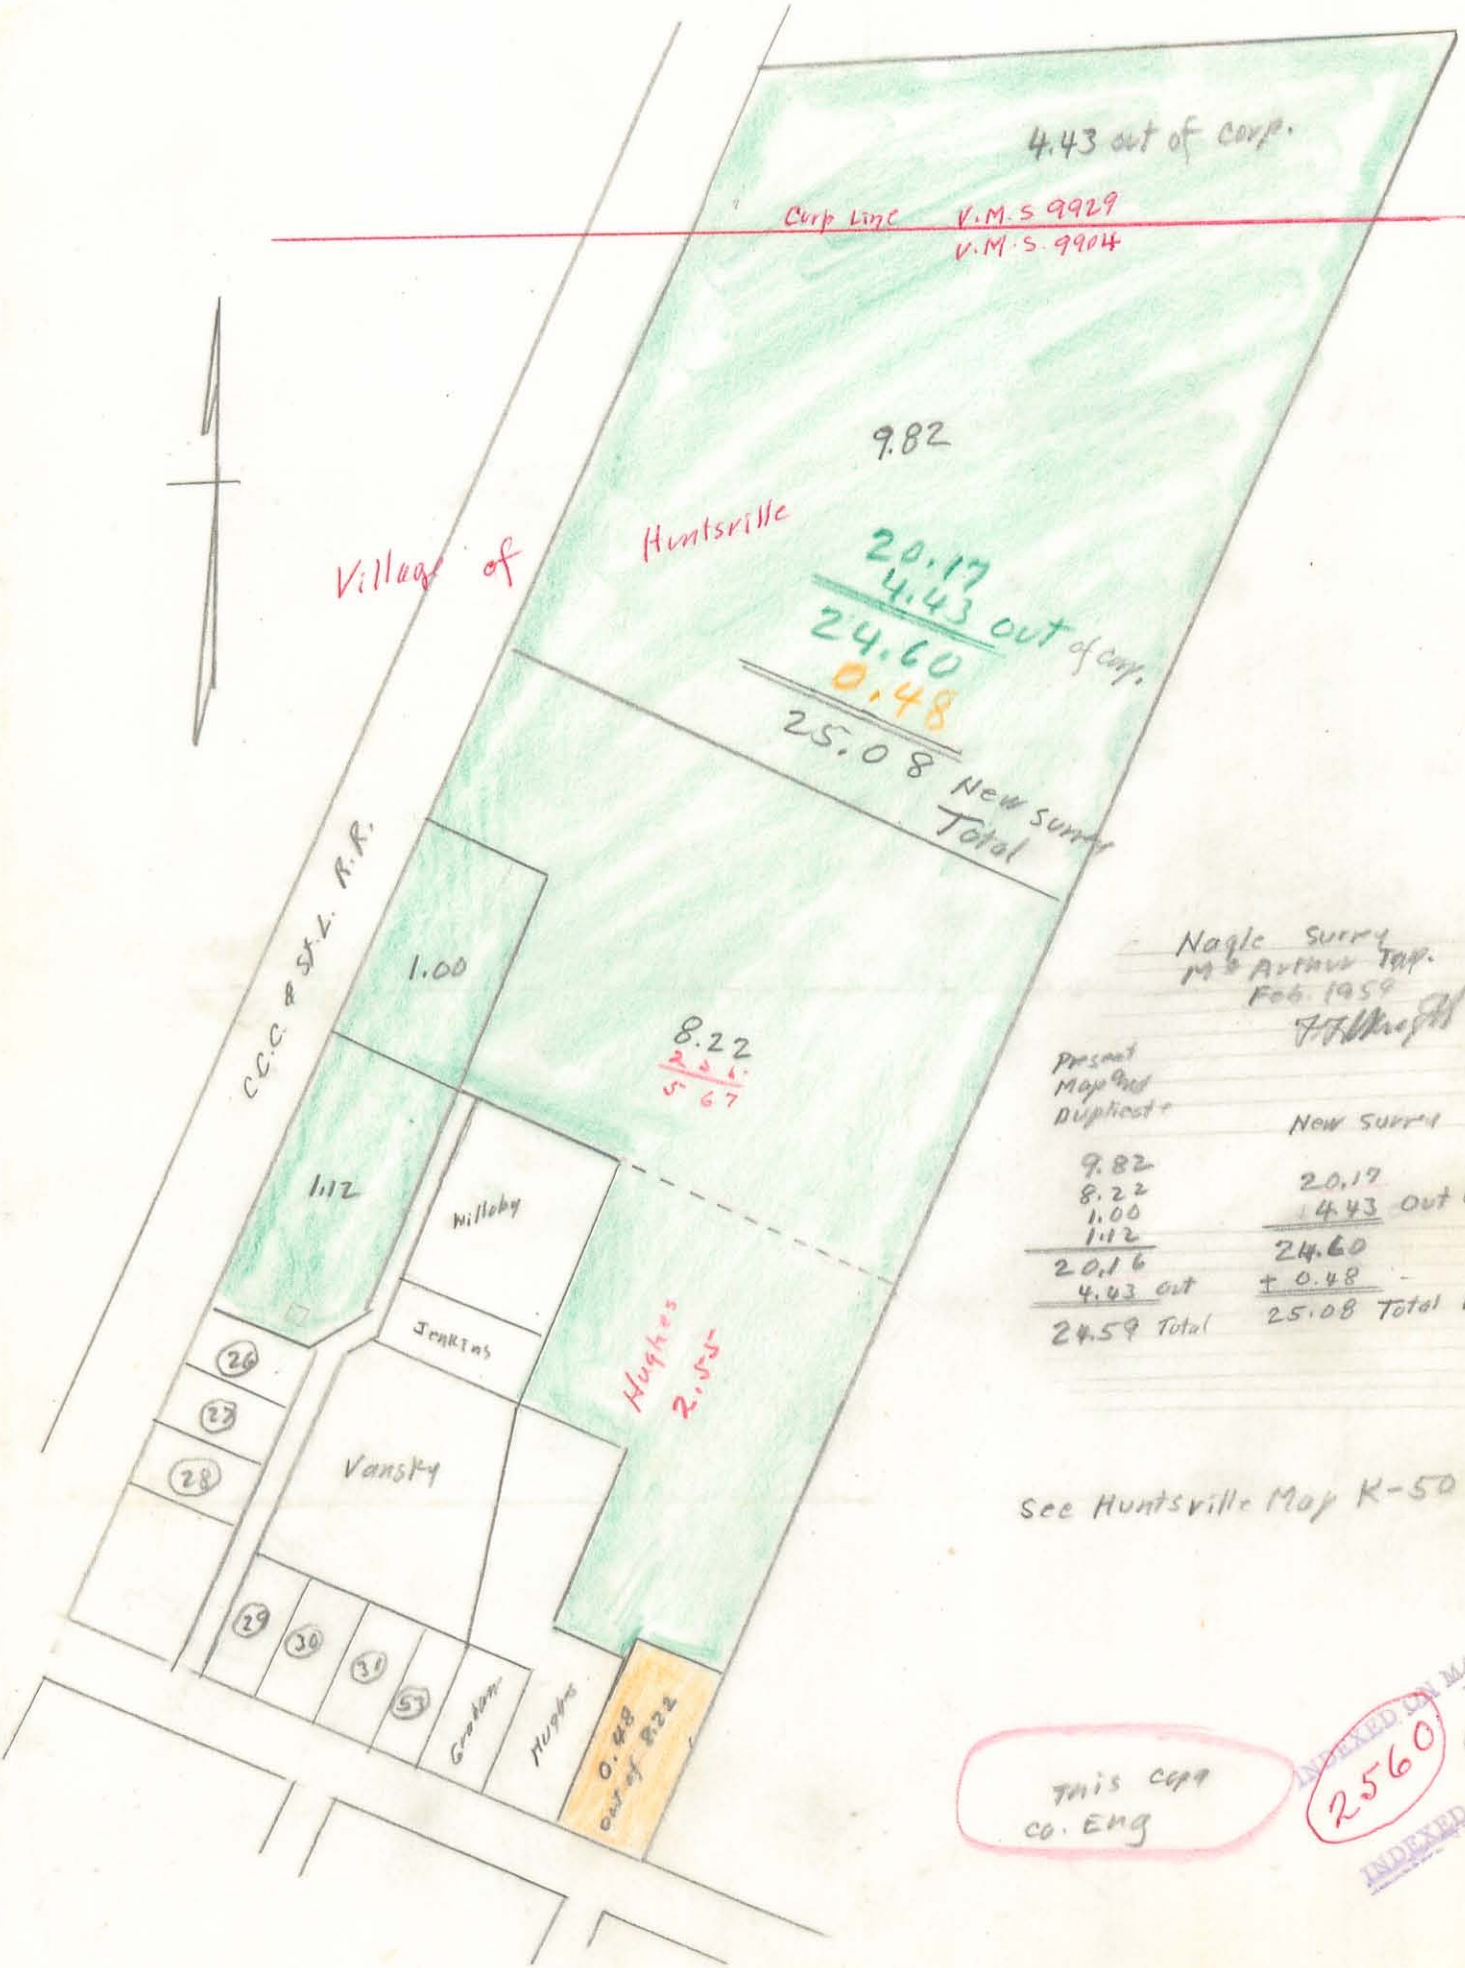 4.43 out of corp.
Corp Line V.M.S 9929
V.M.S. 9904
9.82
Village of Huntsville
20.17
4.43 out of corp.
24.60
0.48
25.08 New survey
Total
C.C.C. & St. L. R.R.
1.00
8.22
5 67
1.12
Willoby
Jenkins
Hughes
2.55
Vansky
26
27
28
29
30
31
53
Graham
Hughes
0.48
out of 8.22
Nagle Survey
Mc Arthur Twp.
Feb. 1959
Present
Map and
Duplicate
New Survey
9.82
8.22
1.00
1.12
20.16
4.43 out
24.59 Total
20.17
4.43 Out
24.60
+ 0.48
25.08 Total
See Huntsville Map K-50
This copy
co. Eng
INDEXED ON
2560
INDEXED